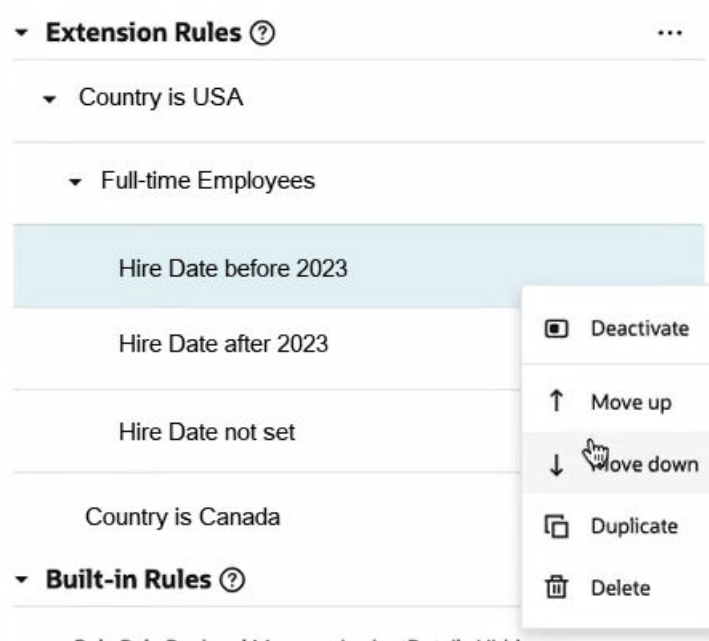 Extension Rules ?
...
Country is USA
Full-time Employees
Hire Date before 2023
Deactivate
Hire Date after 2023
Move up
Hire Date not set
Move down
Country is Canada
Duplicate
Built-in Rules ?
Delete